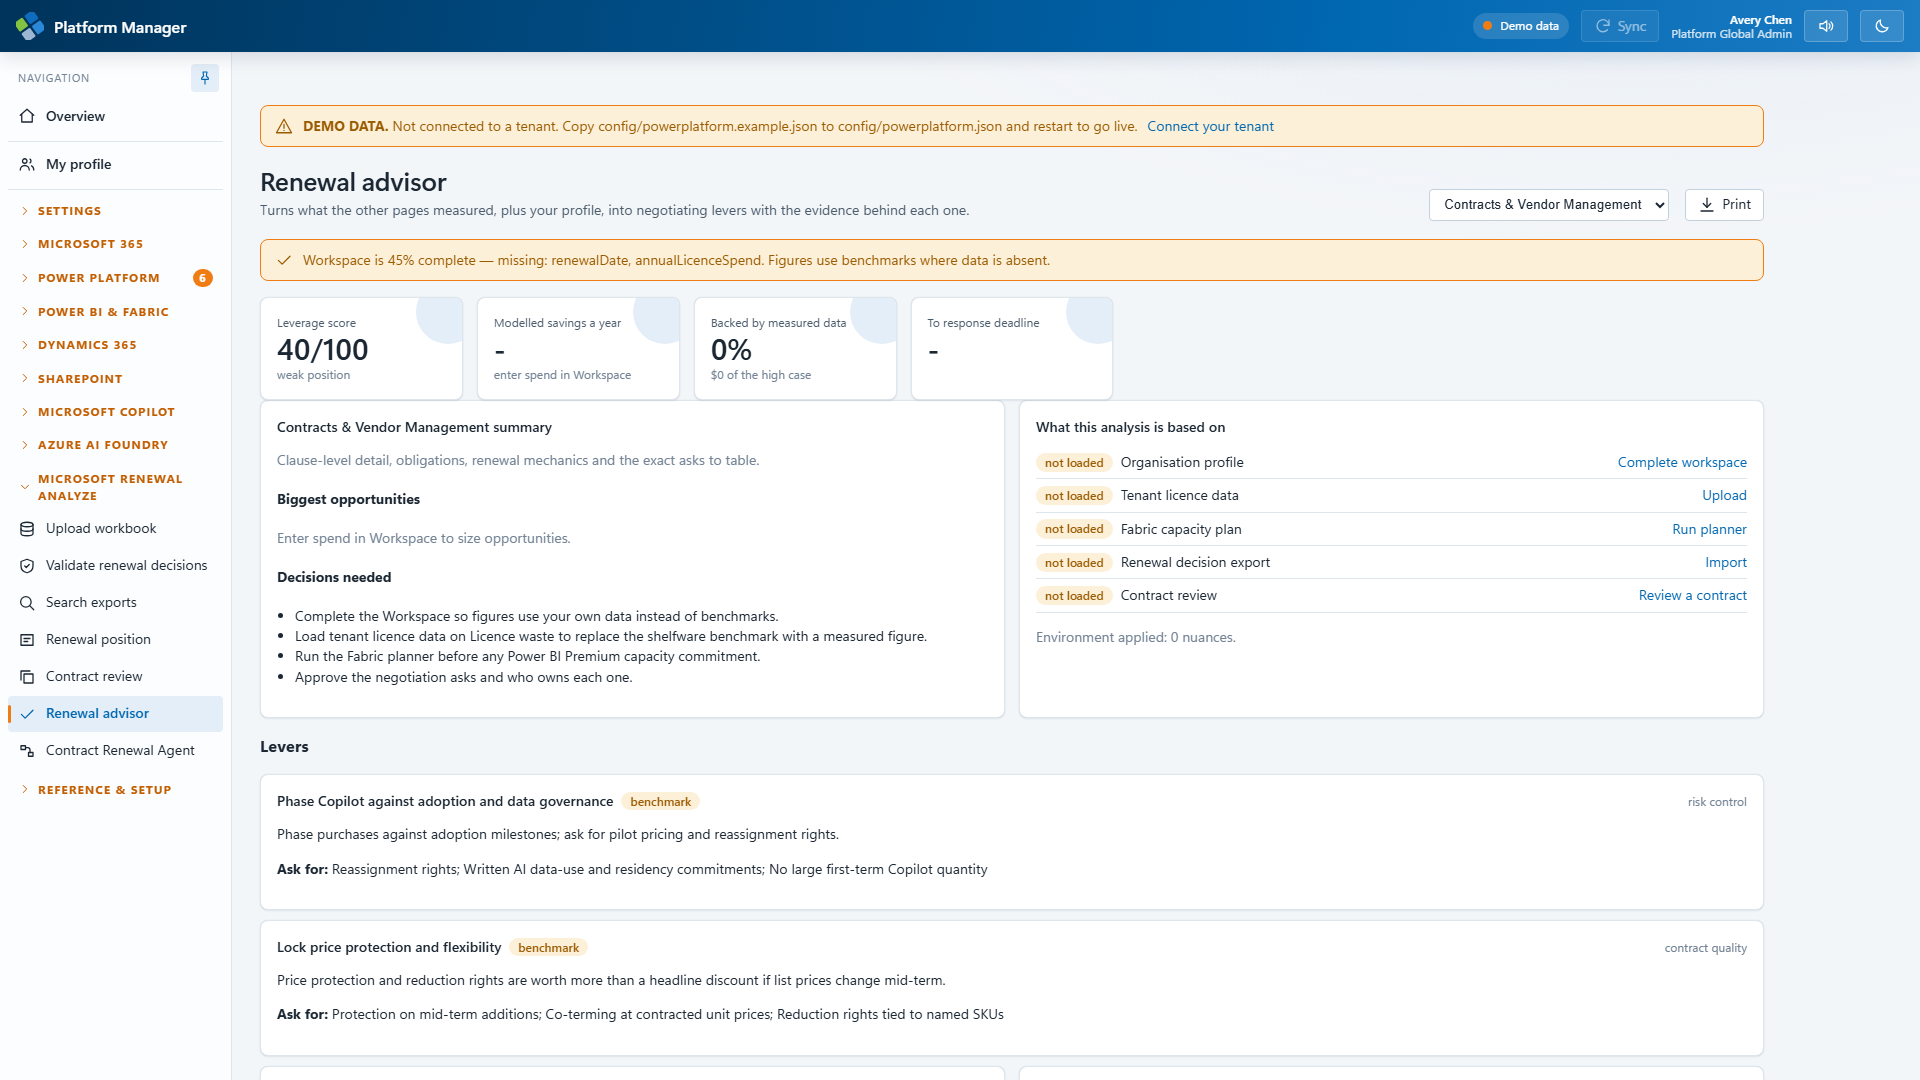 Platform Manager
Demo data
Sync
Avery Chen
Platform Global Admin
NAVIGATION
Overview
My profile
SETTINGS
MICROSOFT 365
POWER PLATFORM
6
POWER BI & FABRIC
DYNAMICS 365
SHAREPOINT
MICROSOFT COPILOT
AZURE AI FOUNDRY
MICROSOFT RENEWAL
ANALYZE
Upload workbook
Validate renewal decisions
Search exports
Renewal position
Contract review
Renewal advisor
Contract Renewal Agent
REFERENCE & SETUP
DEMO DATA. Not connected to a tenant. Copy config/powerplatform.example.json to config/powerplatform.json and restart to go live. Connect your tenant
Renewal advisor
Turns what the other pages measured, plus your profile, into negotiating levers with the evidence behind each one.
Contracts & Vendor Management
Print
Workspace is 45% complete — missing: renewalDate, annualLicenceSpend. Figures use benchmarks where data is absent.
Leverage score
40/100
weak position
Modelled savings a year
-
enter spend in Workspace
Backed by measured data
0%
$0 of the high case
To response deadline
-
Contracts & Vendor Management summary
Clause-level detail, obligations, renewal mechanics and the exact asks to table.
Biggest opportunities
Enter spend in Workspace to size opportunities.
Decisions needed
• Complete the Workspace so figures use your own data instead of benchmarks.
• Load tenant licence data on Licence waste to replace the shelfware benchmark with a measured figure.
• Run the Fabric planner before any Power BI Premium capacity commitment.
• Approve the negotiation asks and who owns each one.
What this analysis is based on
not loaded Organisation profile Complete workspace
not loaded Tenant licence data Upload
not loaded Fabric capacity plan Run planner
not loaded Renewal decision export Import
not loaded Contract review Review a contract
Environment applied: 0 nuances.
Levers
Phase Copilot against adoption and data governance benchmark risk control
Phase purchases against adoption milestones; ask for pilot pricing and reassignment rights.
Ask for: Reassignment rights; Written AI data-use and residency commitments; No large first-term Copilot quantity
Lock price protection and flexibility benchmark contract quality
Price protection and reduction rights are worth more than a headline discount if list prices change mid-term.
Ask for: Protection on mid-term additions; Co-terming at contracted unit prices; Reduction rights tied to named SKUs